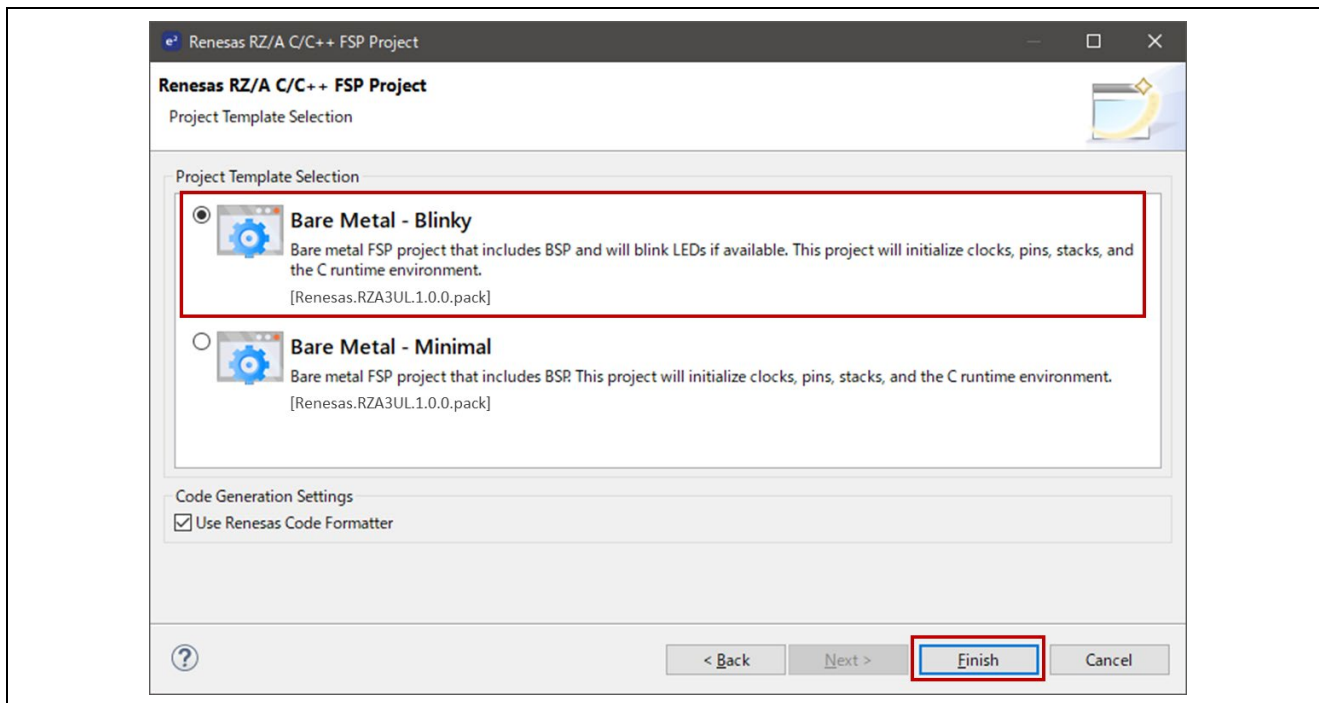 e² Renesas RZ/A C/C++ FSP Project
Renesas RZ/A C/C++ FSP Project
Project Template Selection
Project Template Selection
Bare Metal - Blinky
Bare metal FSP project that includes BSP and will blink LEDs if available. This project will initialize clocks, pins, stacks, and
the C runtime environment.
[Renesas.RZA3UL.1.0.0.pack]
Bare Metal - Minimal
Bare metal FSP project that includes BSP. This project will initialize clocks, pins, stacks, and the C runtime environment.
[Renesas.RZA3UL.1.0.0.pack]
Code Generation Settings
Use Renesas Code Formatter
? < Back Next > Finish Cancel